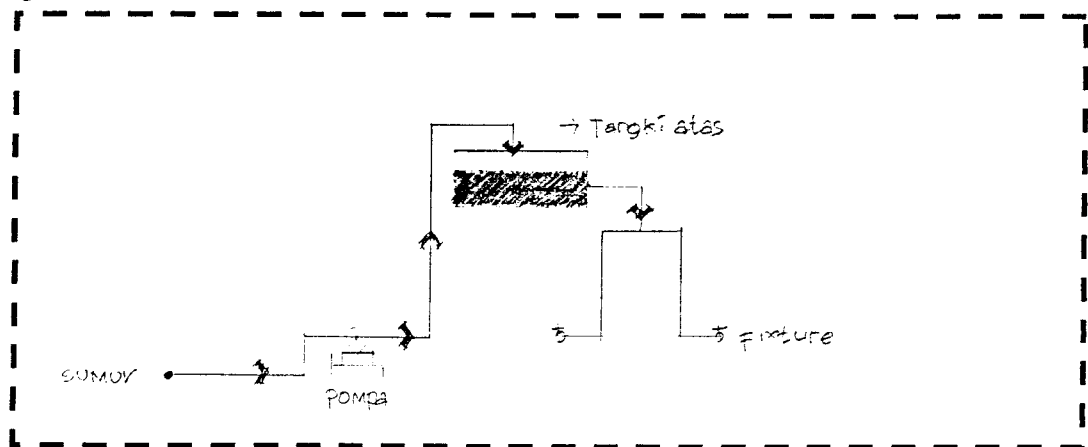 → Tangki atas
Fixture
sumur
Pompa